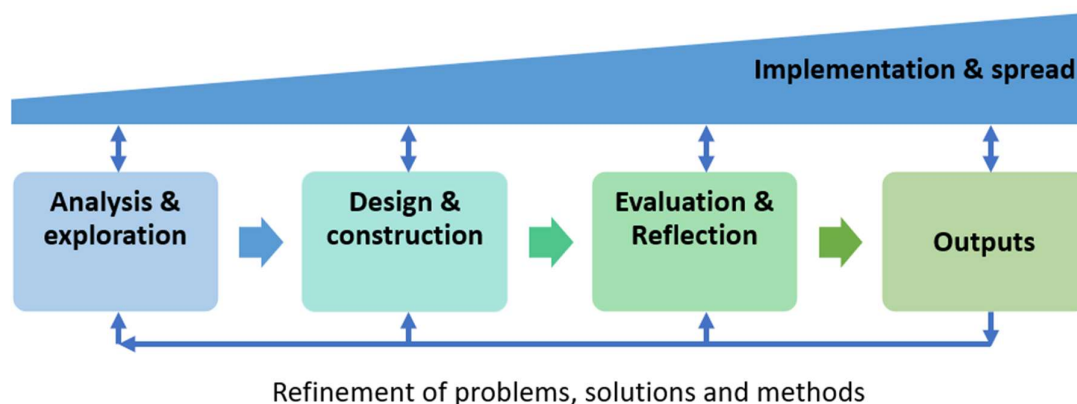 Implementation & spread
Analysis &
exploration
Design &
construction
Evaluation &
Reflection
Outputs
Refinement of problems, solutions and methods